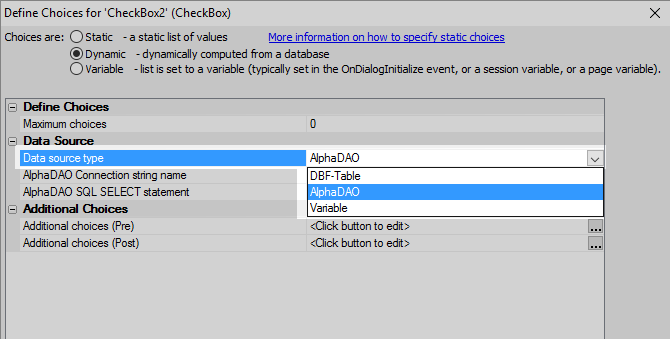 Define Choices for 'CheckBox2' (CheckBox)
Choices are: Static - a static list of values More information on how to specify static choices
Dynamic - dynamically computed from a database
Variable - list is set to a variable (typically set in the OnDialogInitialize event, or a session variable, or a page variable).
Define Choices
Maximum choices 0
Data Source
Data source type AlphaDAO
AlphaDAO Connection string name DBF-Table
AlphaDAO SQL SELECT statement AlphaDAO
Additional Choices Variable
Additional choices (Pre) <Click button to edit> ...
Additional choices (Post) <Click button to edit> ...